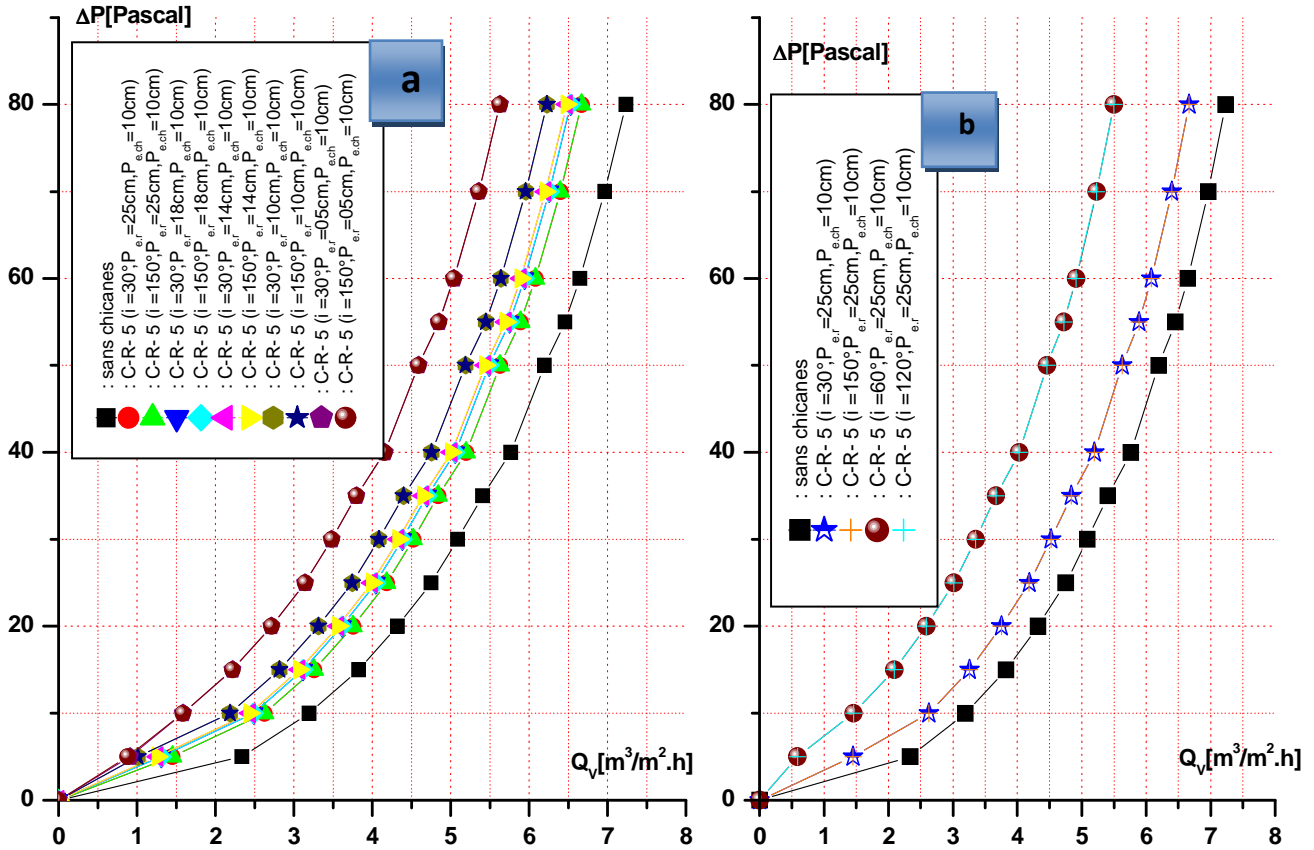 ΔP[Pascal]
a
: sans chicanes
: C-R- 5 (i =30°,Pe.r=25cm,Pe.ch=10cm)
: C-R- 5 (i =150°,Pe.r=25cm,Pe.ch=10cm)
: C-R- 5 (i =30°,Pe.r=18cm,Pe.ch=10cm)
: C-R- 5 (i =150°,Pe.r=18cm,Pe.ch=10cm)
: C-R- 5 (i =30°,Pe.r=14cm,Pe.ch=10cm)
: C-R- 5 (i =150°,Pe.r=14cm,Pe.ch=10cm)
: C-R- 5 (i =30°,Pe.r=10cm,Pe.ch=10cm)
: C-R- 5 (i =150°,Pe.r=10cm,Pe.ch=10cm)
: C-R- 5 (i =30°Pe.r=05cm,Pe.ch=10cm)
: C-R- 5 (i =150°,Pe.r=05cm,Pe.ch=10cm)
80
60
40
20
0
Qv[m³/m².h]
0 1 2 3 4 5 6 7 8
ΔP[Pascal]
b
: sans chicanes
: C-R- 5 (i =30°,Pe.r=25cm,Pe.ch=10cm)
: C-R- 5 (i =150°,Pe.r=25cm,Pe.ch=10cm)
: C-R- 5 (i =60°,Pe.r=25cm,Pe.ch=10cm)
: C-R- 5 (i =120°,Pe.r=25cm,Pe.ch=10cm)
80
60
40
20
0
Qv[m³/m².h]
0 1 2 3 4 5 6 7 8